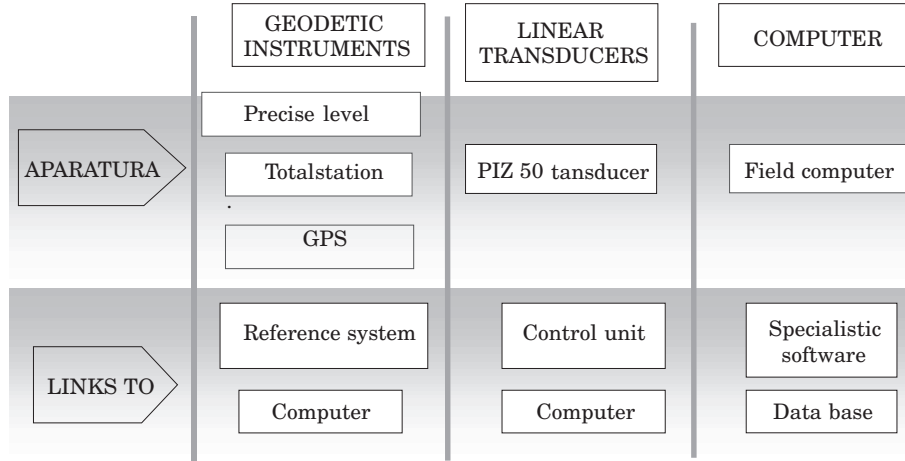 GEODETIC
INSTRUMENTS
LINEAR
TRANSDUCERS
COMPUTER
APARATURA
Precise level
Totalstation
.
GPS
PIZ 50 tansducer
Field computer
LINKS TO
Reference system
Computer
Control unit
Computer
Specialistic
software
Data base